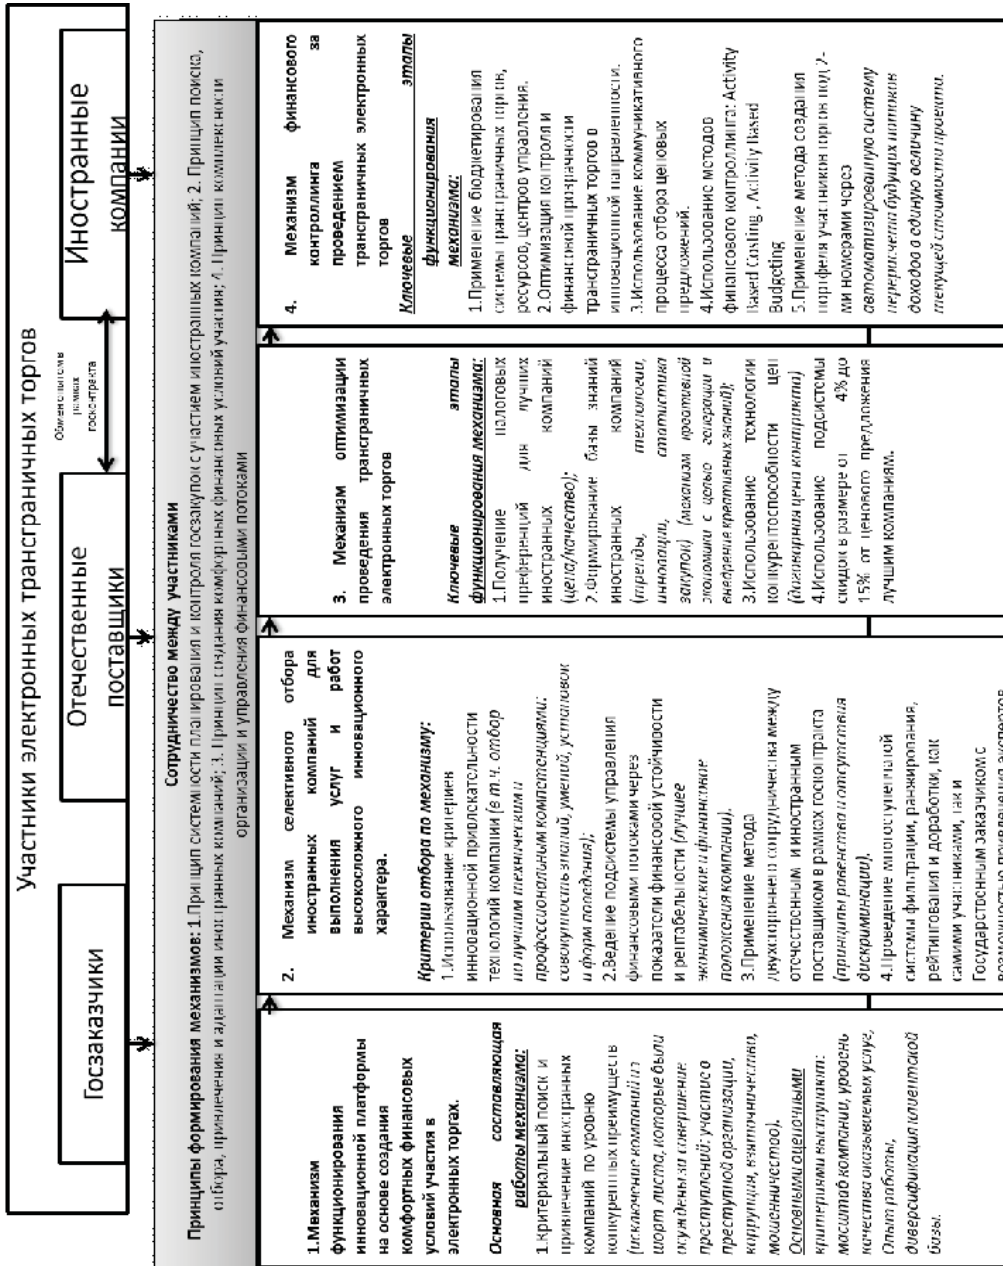 Участники электронных трансграничных торгов
Госзаказчики
Отечественные
поставщики
Обмен опытом в
рамках
госконтракта
Иностранные
компании
Сотрудничество между участниками
Принципы формирования механизмов: 1.Принцип системности планирования и контроля госзакупок с участием иностранных компаний; 2. Принцип поиска,
отбора, привлечения и адаптации иностранных компаний; 3. Принцип создания комфортных финансовых условий участия; 4. Принцип комплексности
организации и управления финансовыми потоками
1.Механизм
функционирования
инновационной платформы
на основе создания
комфортных финансовых
условий участия в
электронных торгах.
Основная составляющая
работы механизма:
1.Критериальный поиск и
привлечение иностранных
компаний по уровню
конкурентных преимуществ
(исключение компаний из
шорт листа, которые были
осуждены за совершение
преступлений: участие в
преступной организации,
коррупция, взяточничество,
мошенничество).
Основными оценочными
критериями выступают:
масштаб компании, уровень
качества оказываемых услуг,
Опыт работы,
диверсификация клиентской
базы.
2. Механизм селективного отбора
иностранных компаний для
выполнения услуг и работ
высокосложного инновационного
характера.
Критерии отбора по механизму:
1.Использование критериев
инновационной привлекательности
технологий компании (в т.ч. отбор
по лучшим техническим и
профессиональным компетенциями:
совокупность знаний, умений, установок
и форм поведения);
2.Ведение подсистемы управления
финансовыми потоками через
показатели финансовой устойчивости
и рентабельности (лучшее
экономическое и финансовое
положения компании).
3. Применение метода
двухстороннего сотрудничества между
отечественным и иностранным
поставщиком в рамках госконтракта
(принципы равенства и отсутствия
дискриминации).
4.Проведение многоступенчатой
системы фильтрации, ранжирования,
рейтингования и доработки, как
самими участниками, так и
Государственным заказчиком с
возможностью привлечения экспертов
3. Механизм оптимизации
проведения трансграничных
электронных торгов
Ключевые этапы
функционирования механизма:
1.Получение налоговых
преференций для лучших
иностранных компаний
(цена/качество);
2.Формирование базы знаний
иностранных компаний
(тренды, технологии,
инновации, статистика
закупок) (механизм креативной
экономики с целью генерации и
внедрение креативных знаний);
3.Использование технологии
конкурентоспособности цен
(договорная цена контракта)
4.Использование подсистемы
скидок в размере от 4% до
15% от ценового предложения
лучшим компаниям.
4. Механизм финансового
контроллинга за
проведением
трансграничных электронных
торгов
Ключевые этапы
функционирования
механизма:
1.Применение бюджетирования
системы трансграничных торгов,
ресурсов, центров управления.
2.Оптимизация контроля и
финансовой прозрачности
трансграничных торгов в
инновационной направленности.
3.Использование коммуникативного
процесса отбора ценовых
предложений.
4.Использование методов
финансового контроллинга: Activity
Based Costing , Activity Based
Budgeting
5.Применение метода создания
портфеля участников торгов под 7-
ми номерами через
автоматизированную систему
пересчета будущих потоков
доходов в единую величину
текущей стоимости проекта.